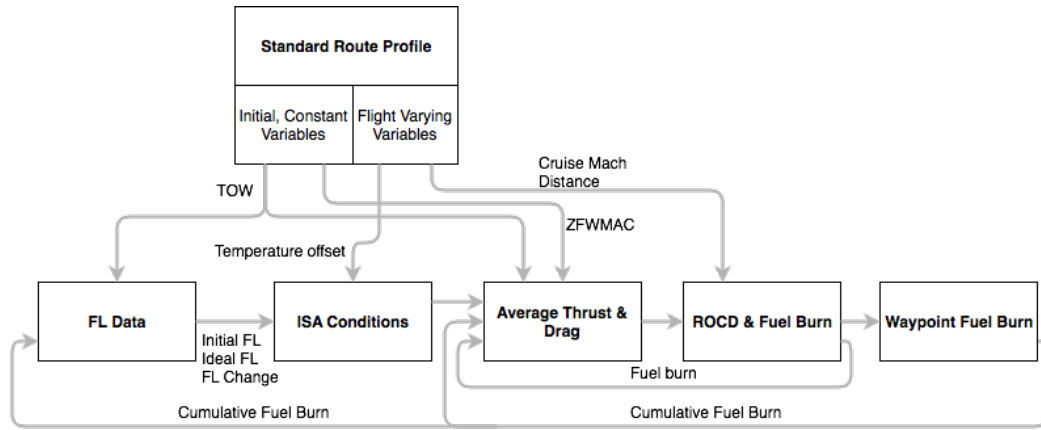 Standard Route Profile
Initial, Constant
Variables
Flight Varying
Variables
Cruise Mach
Distance
TOW
ZFWMAC
Temperature offset
FL Data
ISA Conditions
Average Thrust &
Drag
ROCD & Fuel Burn
Waypoint Fuel Burn
Initial FL
Ideal FL
FL Change
Fuel burn
Cumulative Fuel Burn
Cumulative Fuel Burn